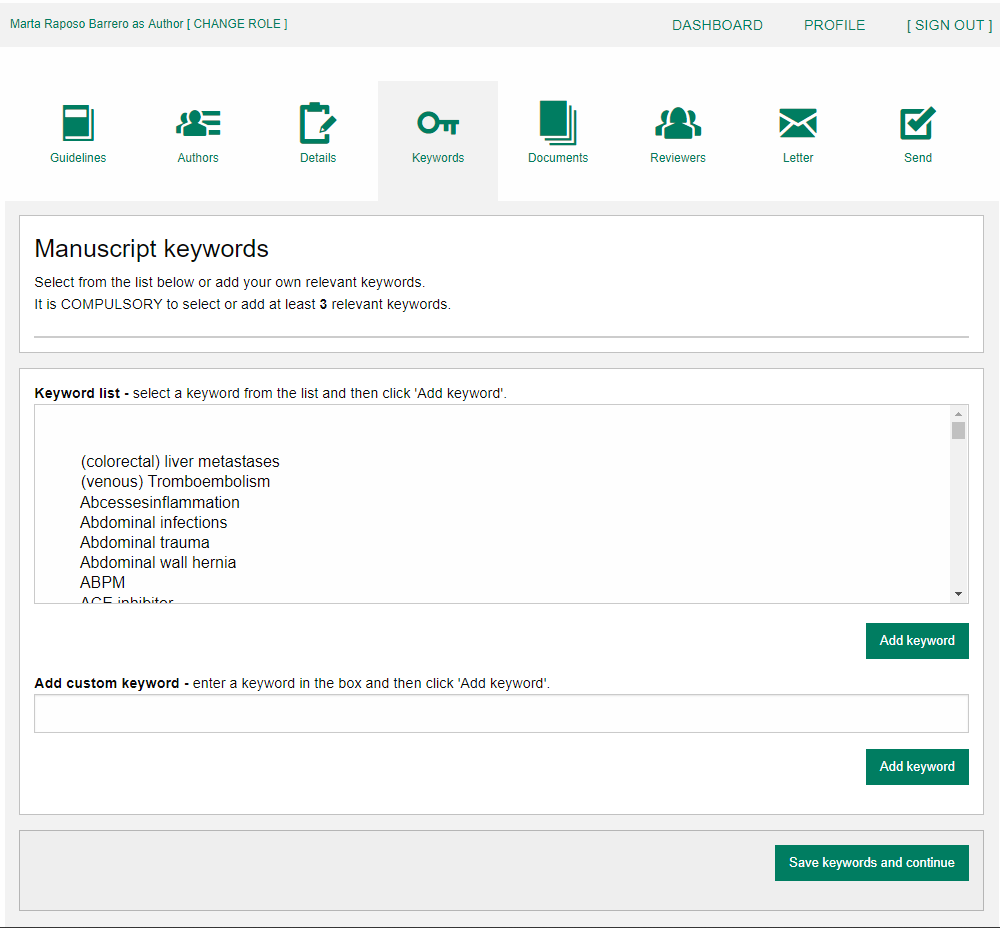 Marta Raposo Barrero as Author [ CHANGE ROLE ]
DASHBOARD PROFILE [ SIGN OUT ]
Guidelines Authors Details Keywords Documents Reviewers Letter Send
Manuscript keywords
Select from the list below or add your own relevant keywords.
It is COMPULSORY to select or add at least 3 relevant keywords.
Keyword list - select a keyword from the list and then click 'Add keyword'.
(colorectal) liver metastases
(venous) Tromboembolism
Abcessesinflammation
Abdominal infections
Abdominal trauma
Abdominal wall hernia
ABPM
ACE inhibitor
Add keyword
Add custom keyword - enter a keyword in the box and then click 'Add keyword'.
Add keyword
Save keywords and continue